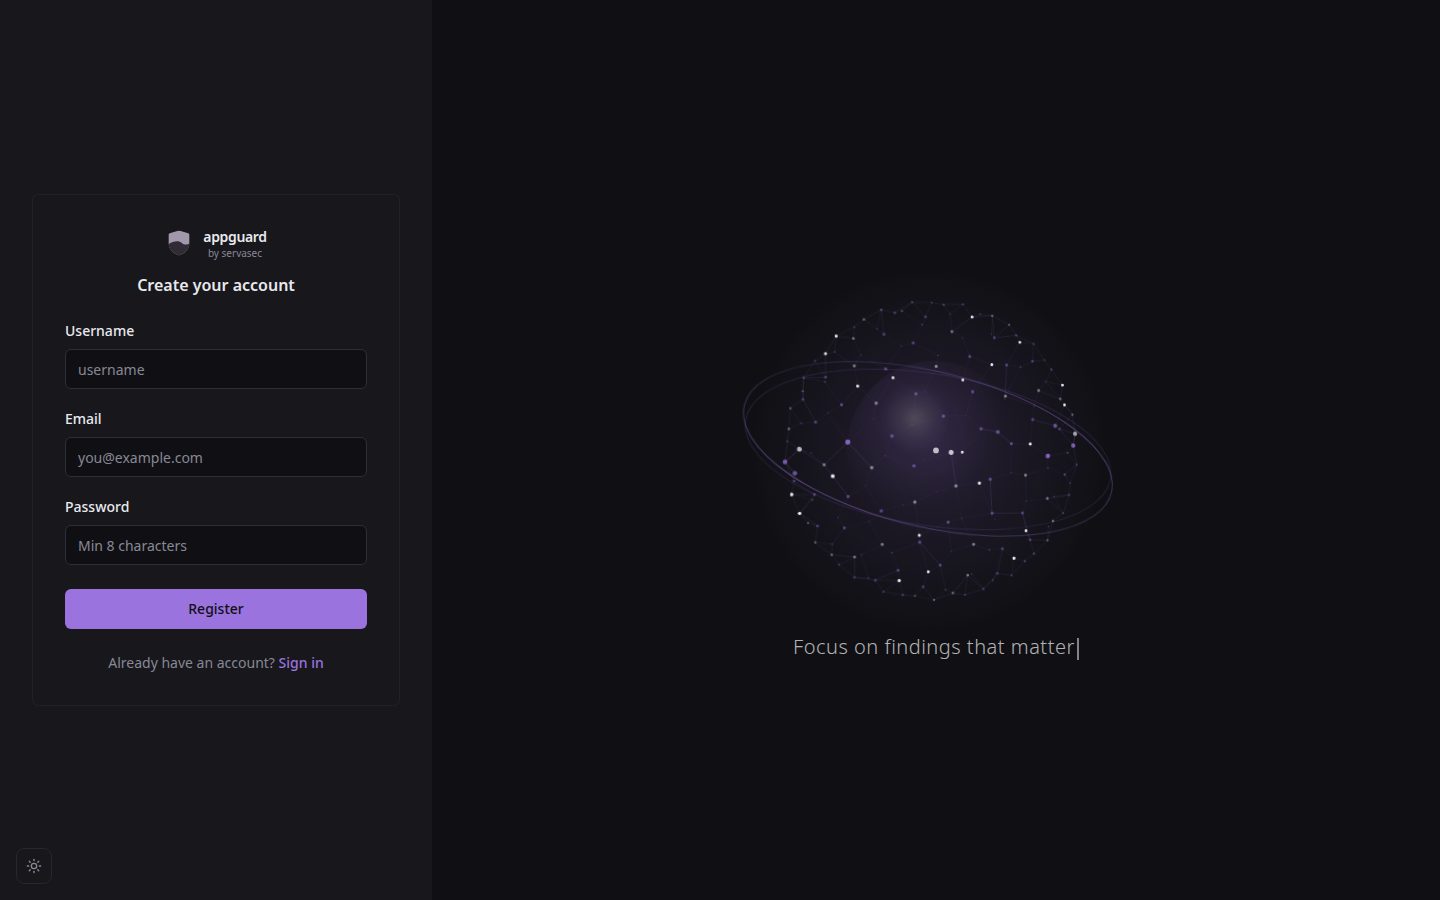 appguard
by servasec
Create your account
Username
username
Email
you@example.com
Password
Min 8 characters
Register
Already have an account? Sign in
Focus on findings that matter